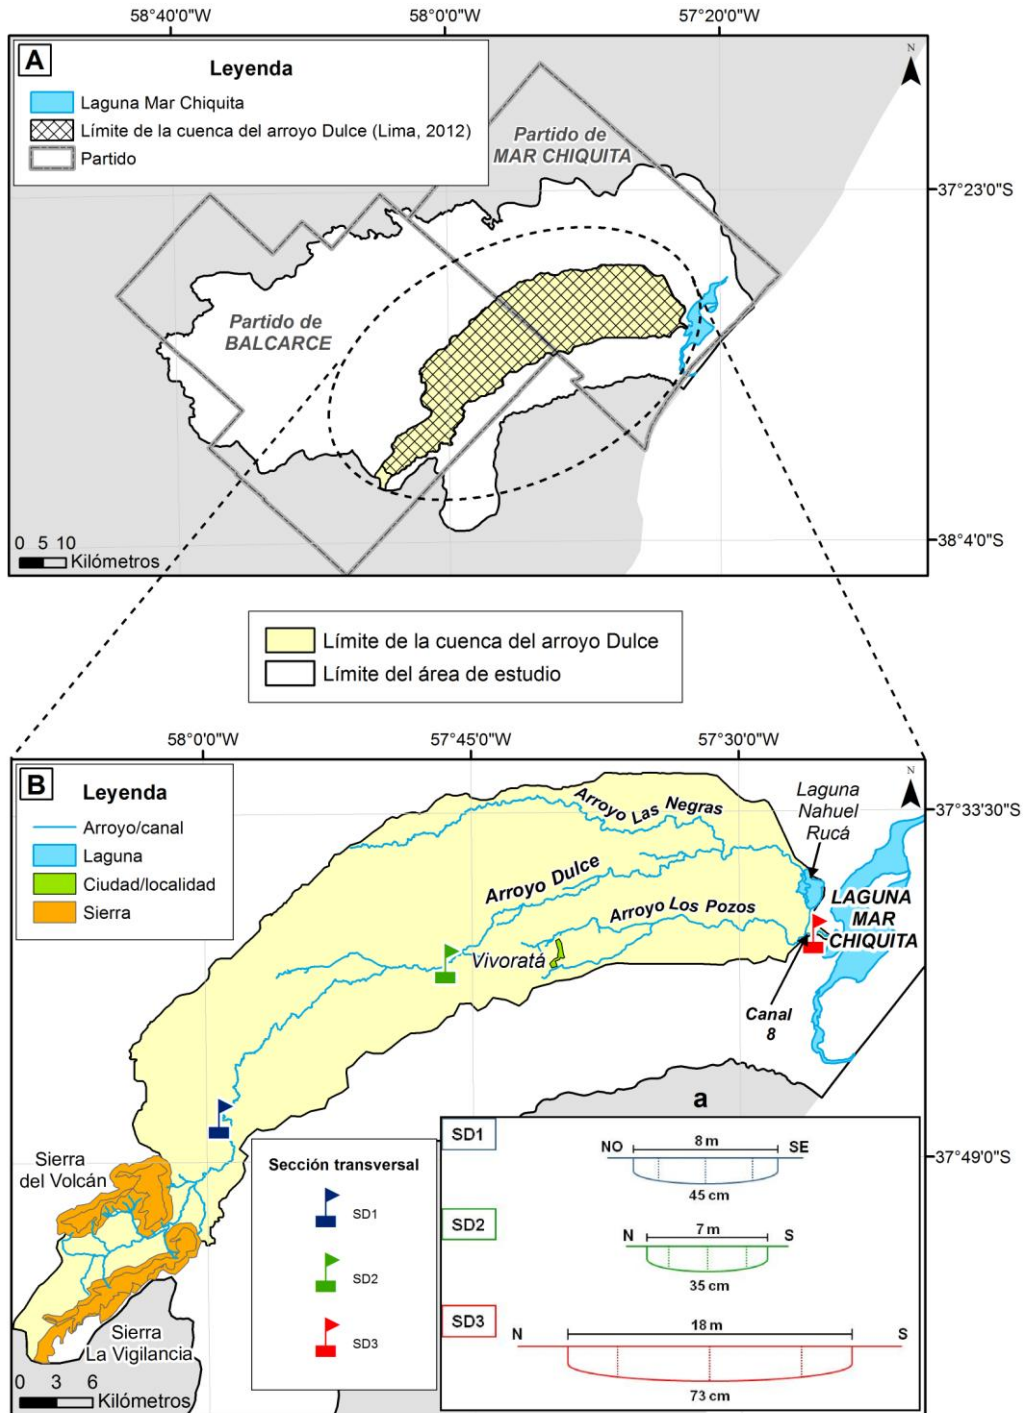 58°40'0"W
58°0'0"W
57°20'0"W
A
Leyenda
Laguna Mar Chiquita
Límite de la cuenca del arroyo Dulce (Lima, 2012)
Partido
N
Partido de
MAR CHIQUITA
37°23'0"S
Partido de
BALCARCE
38°4'0"S
0 5 10
Kilómetros
Límite de la cuenca del arroyo Dulce
Límite del área de estudio
58°0'0"W
57°45'0"W
57°30'0"W
B
Leyenda
Arroyo/canal
Laguna
Ciudad/localidad
Sierra
N
Arroyo Las Negras
Laguna
Nahuel
Rucá
37°33'30"S
Arroyo Dulce
Arroyo Los Pozos
LAGUNA
MAR
CHIQUITA
Vivoratá
Canal
8
Sierra
del Volcán
Sierra
La Vigilancia
37°49'0"S
Sección transversal
SD1
SD2
SD3
a
SD1
NO
8 m
SE
45 cm
SD2
N
7 m
S
35 cm
SD3
N
18 m
S
73 cm
0 3 6
Kilómetros